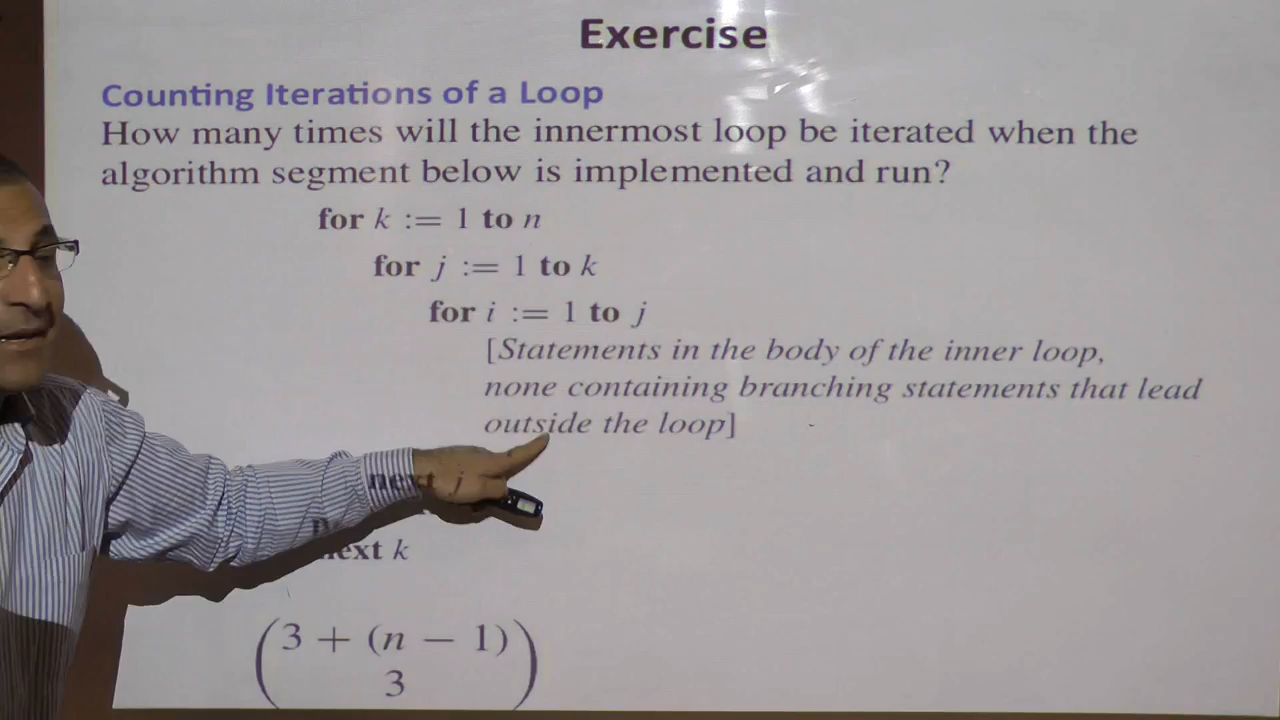 Exercise
Counting Iterations of a Loop
How many times will the innermost loop be iterated when the
algorithm segment below is implemented and run?
for k := 1 to n
for j := 1 to k
for i := 1 to j
[Statements in the body of the inner loop,
none containing branching statements that lead
outside the loop]
next j
next k
(3 + (n − 1)
3)